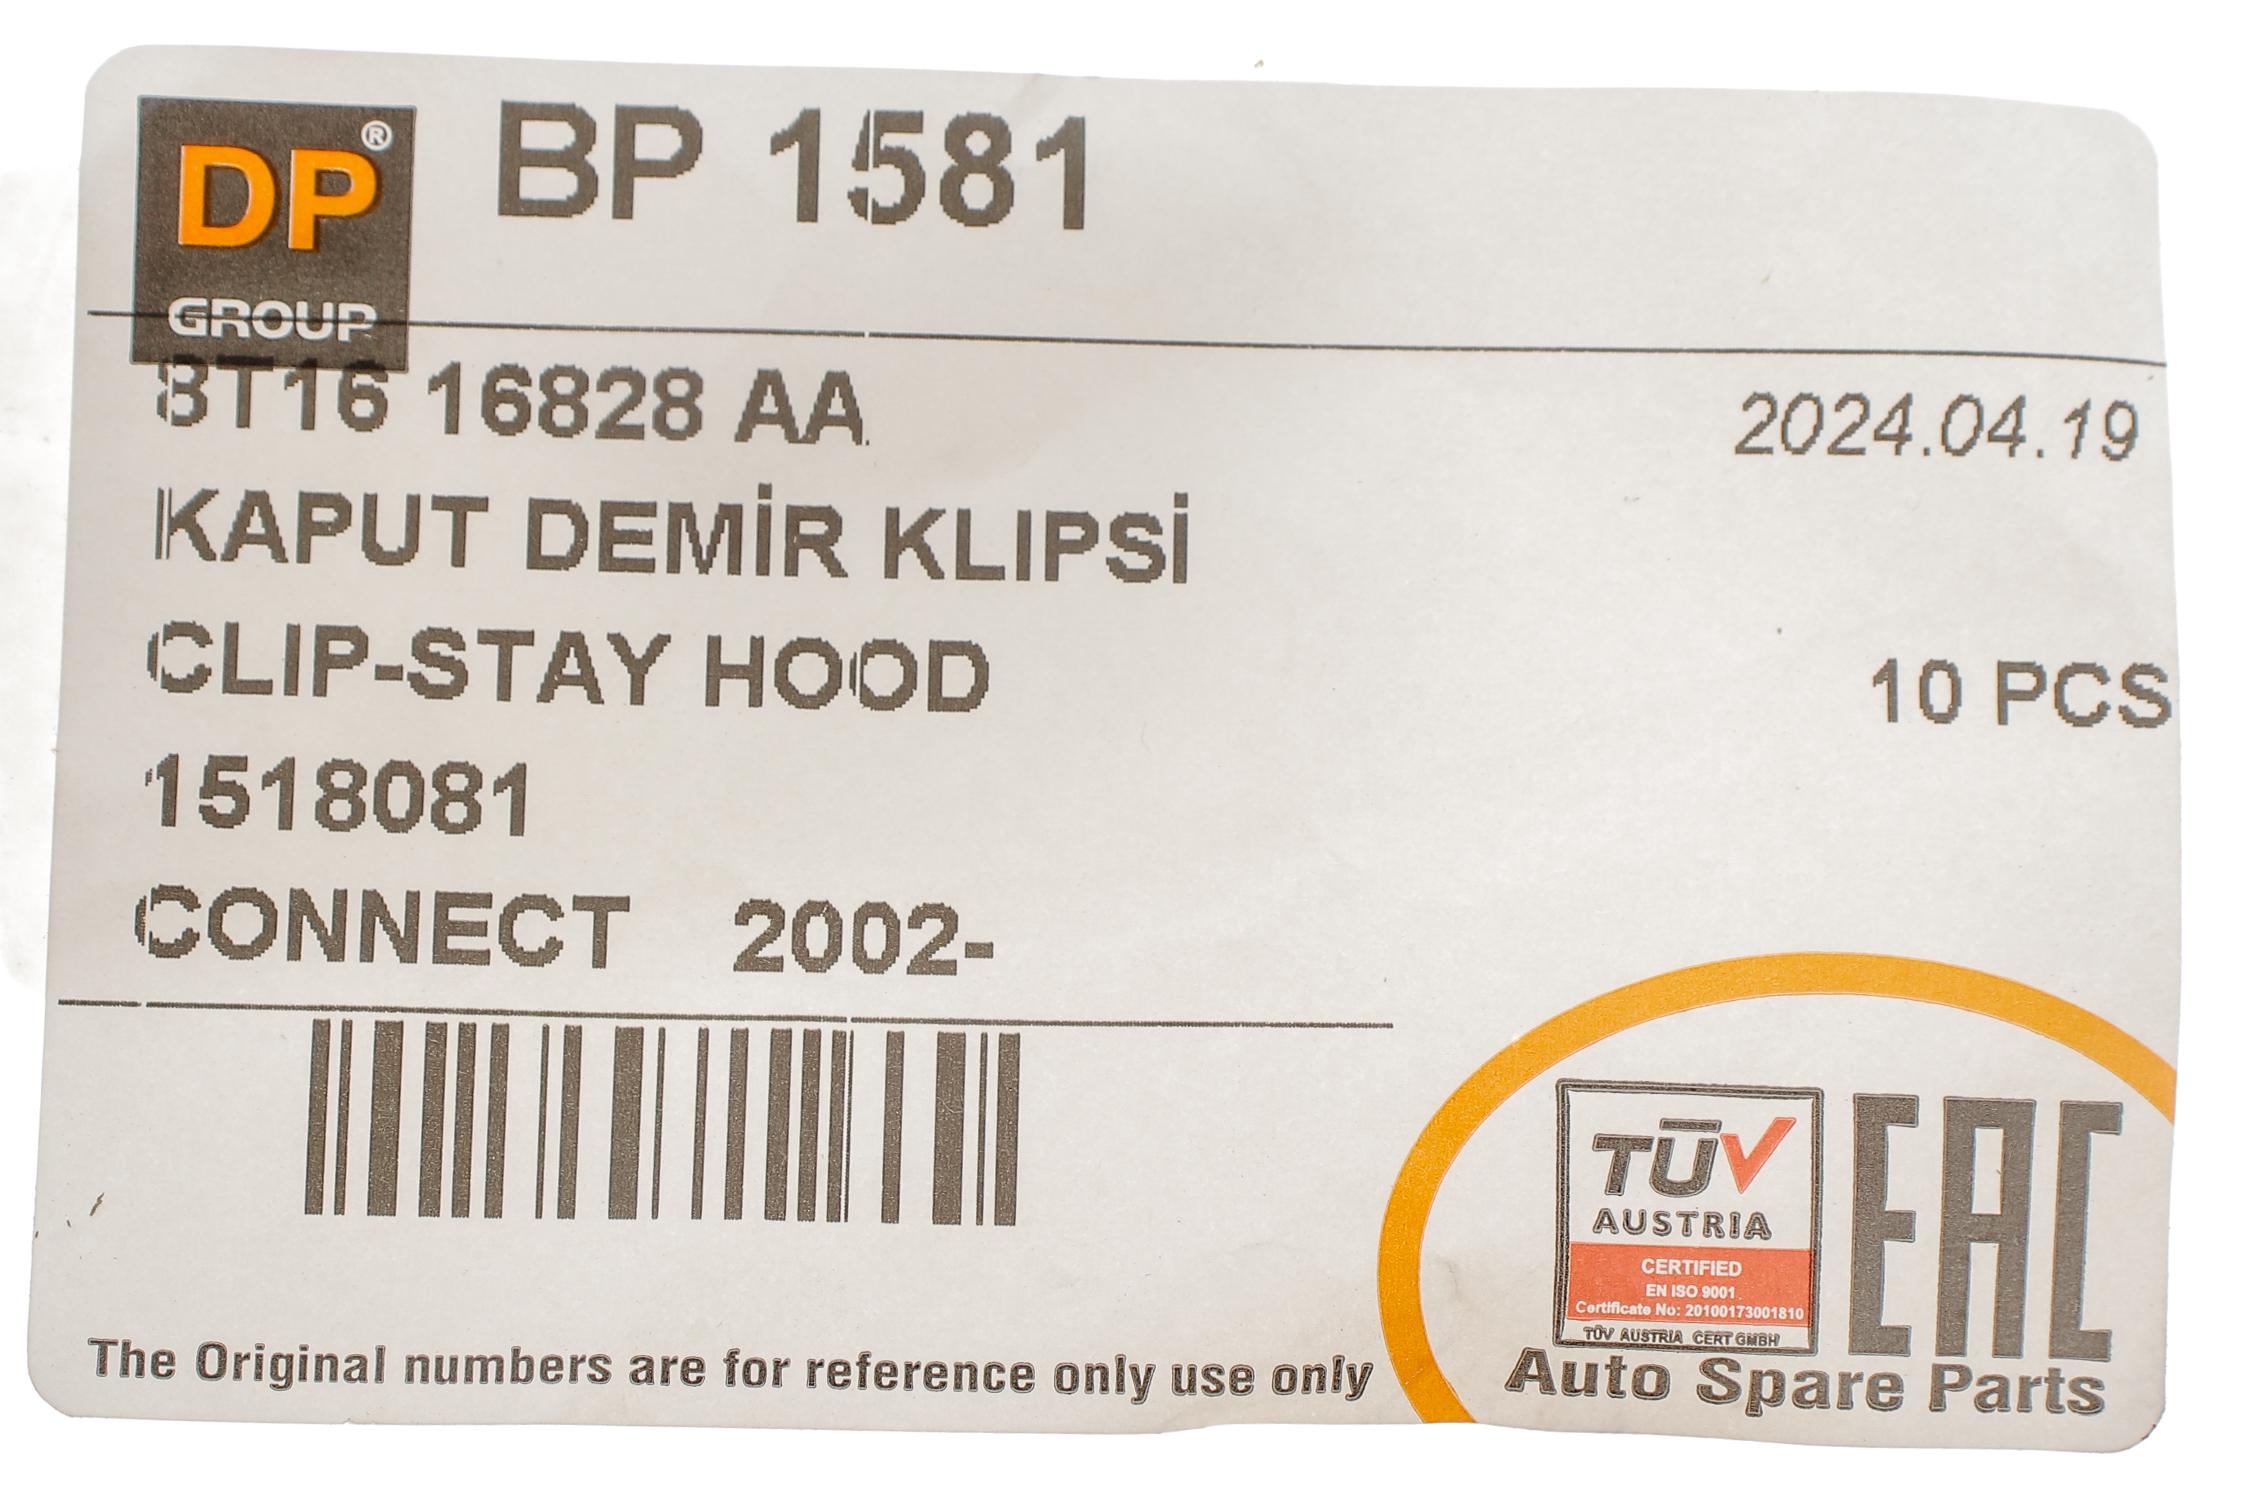 DP®
GROUP
BP 1581
8T16 16828 AA
2024.04.19
KAPUT DEMİR KLIPSİ
CLIP-STAY HOOD
10 PCS
1518081
CONNECT 2002-
TÜV
AUSTRIA
CERTIFIED
EN ISO 9001
Certificate No: 20100173001810
TÜV AUSTRIA CERT GMBH
EAC
Auto Spare Parts
The Original numbers are for reference only use only